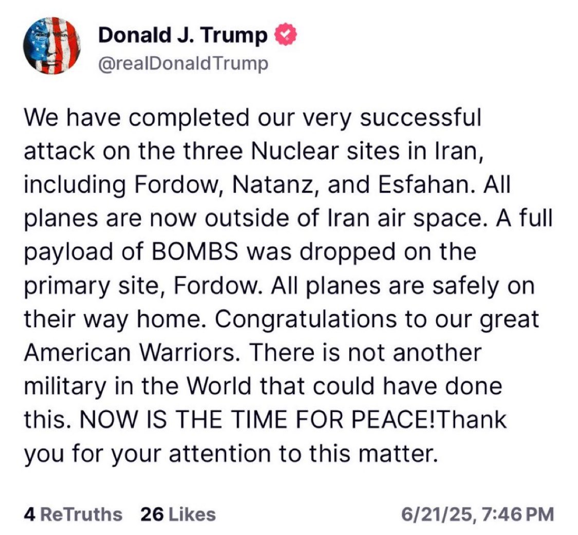 Donald J. Trump
@realDonaldTrump
We have completed our very successful
attack on the three Nuclear sites in Iran,
including Fordow, Natanz, and Esfahan. All
planes are now outside of Iran air space. A full
payload of BOMBS was dropped on the
primary site, Fordow. All planes are safely on
their way home. Congratulations to our great
American Warriors. There is not another
military in the World that could have done
this. NOW IS THE TIME FOR PEACE!Thank
you for your attention to this matter.
4 ReTruths 26 Likes 6/21/25, 7:46 PM